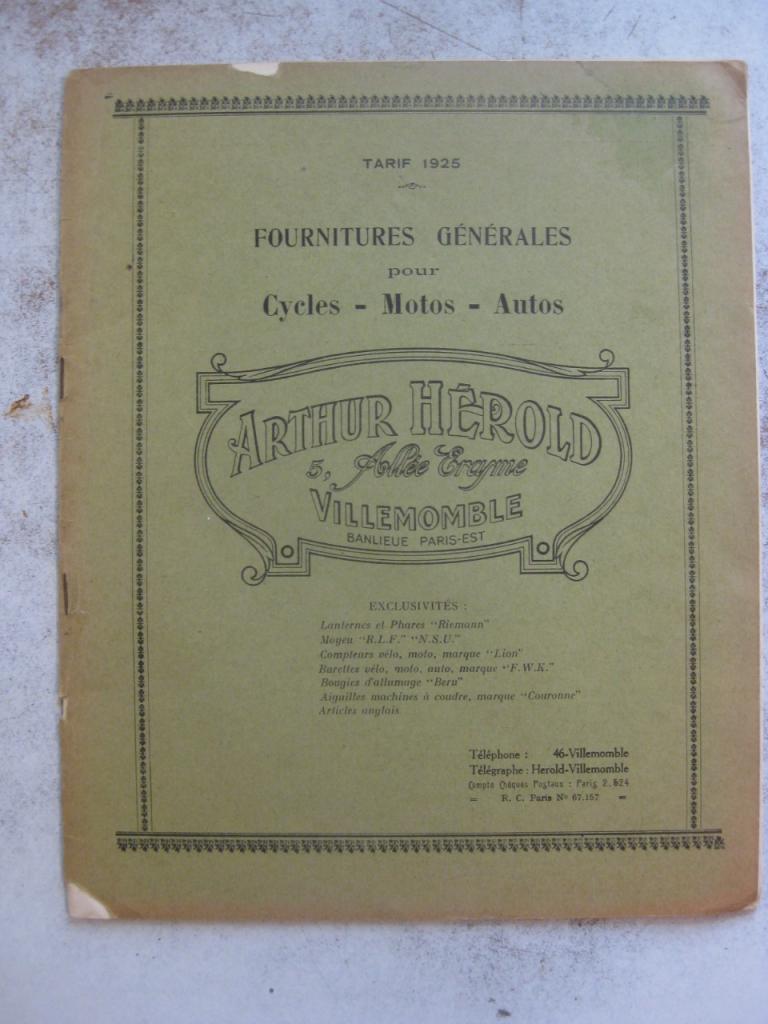 TARIF 1925
FOURNITURES GÉNÉRALES
pour
Cycles - Motos - Autos
ARTHUR HÉROLD
5, Allée Erayme
VILLEMOMBLE
BANLIEUE PARIS-EST
EXCLUSIVITÉS :
Lanternes et Phares "Riemann"
Moyeu "R.L.F." "N.S.U."
Compteurs vélo, moto, marque "Lion"
Barettes vélo, moto, auto, marque "F.W.K."
Bougies d'allumage "Beru"
Aiguilles machines à coudre, marque "Couronne"
Articles anglais
Téléphone : 46-Villemomble
Télégraphe : Herold-Villemomble
Compte Chèques Postaux : Paris
= R. C. Paris N° 67.157 =